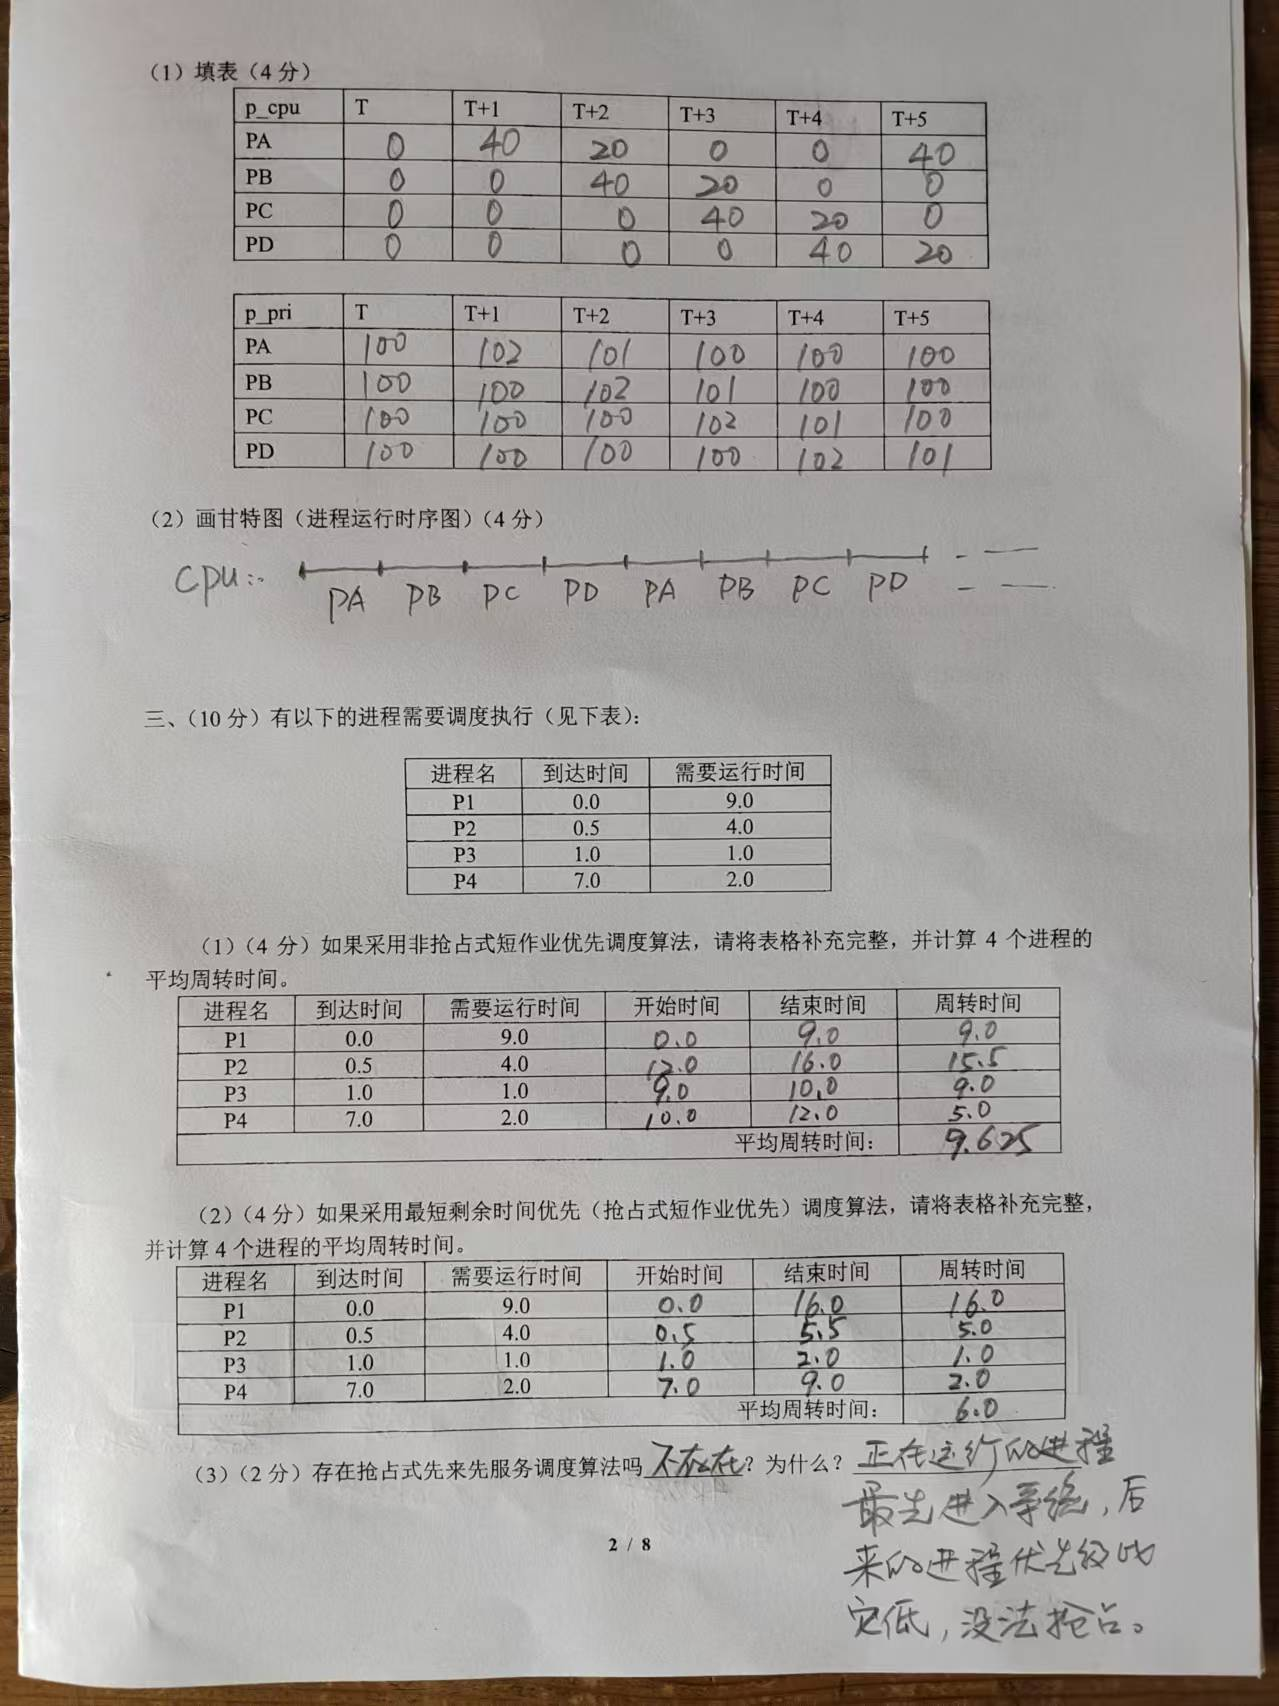 （1）填表（4 分）
p_cpu T T+1 T+2 T+3 T+4 T+5
PA 0 40 20 0 0 40
PB 0 0 40 20 0 0
PC 0 0 0 40 20 0
PD 0 0 0 0 40 20
p_pri T T+1 T+2 T+3 T+4 T+5
PA 100 102 101 100 100 100
PB 100 100 102 101 100 100
PC 100 100 100 102 101 100
PD 100 100 100 100 102 101
（2）画甘特图（进程运行时序图）（4 分）
CPU:
PA PB PC PD PA PB PC PD
三、（10 分）有以下的进程需要调度执行（见下表）：
进程名 到达时间 需要运行时间
P1 0.0 9.0
P2 0.5 4.0
P3 1.0 1.0
P4 7.0 2.0
（1）（4 分）如果采用非抢占式短作业优先调度算法，请将表格补充完整，并计算 4 个进程的
平均周转时间。
进程名 到达时间 需要运行时间 开始时间 结束时间 周转时间
P1 0.0 9.0 0.0 9.0 9.0
P2 0.5 4.0 12.0 16.0 15.5
P3 1.0 1.0 9.0 10.0 9.0
P4 7.0 2.0 10.0 12.0 5.0
平均周转时间： 9.625
（2）（4 分）如果采用最短剩余时间优先（抢占式短作业优先）调度算法，请将表格补充完整，
并计算 4 个进程的平均周转时间。
进程名 到达时间 需要运行时间 开始时间 结束时间 周转时间
P1 0.0 9.0 0.0 16.0 16.0
P2 0.5 4.0 0.5 5.5 5.0
P3 1.0 1.0 1.0 2.0 1.0
P4 7.0 2.0 7.0 9.0 2.0
平均周转时间： 6.0
（3）（2 分）存在抢占式先来先服务调度算法吗 不存在？为什么？正在运行的进程
最先进入系统，后
来的进程优先级比
它低，没法抢占。
2 / 8